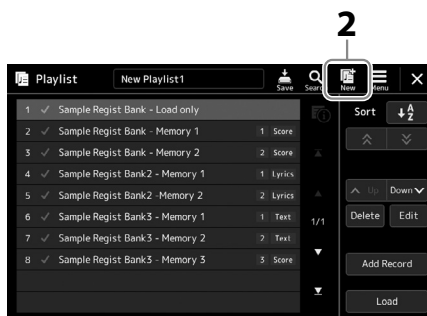 2
Playlist New Playlist1 Save Search New Menu
1 Sample Regist Bank - Load only
2 Sample Regist Bank - Memory 1 1 Score
3 Sample Regist Bank - Memory 2 2 Score
4 Sample Regist Bank2 - Memory 1 1 Lyrics
5 Sample Regist Bank2 -Memory 2 2 Lyrics
6 Sample Regist Bank3 - Memory 1 1 Text
7 Sample Regist Bank3 - Memory 2 2 Text
8 Sample Regist Bank3 - Memory 3 3 Score
1/1
Sort A Z
Up Down
Delete Edit
Add Record
Load